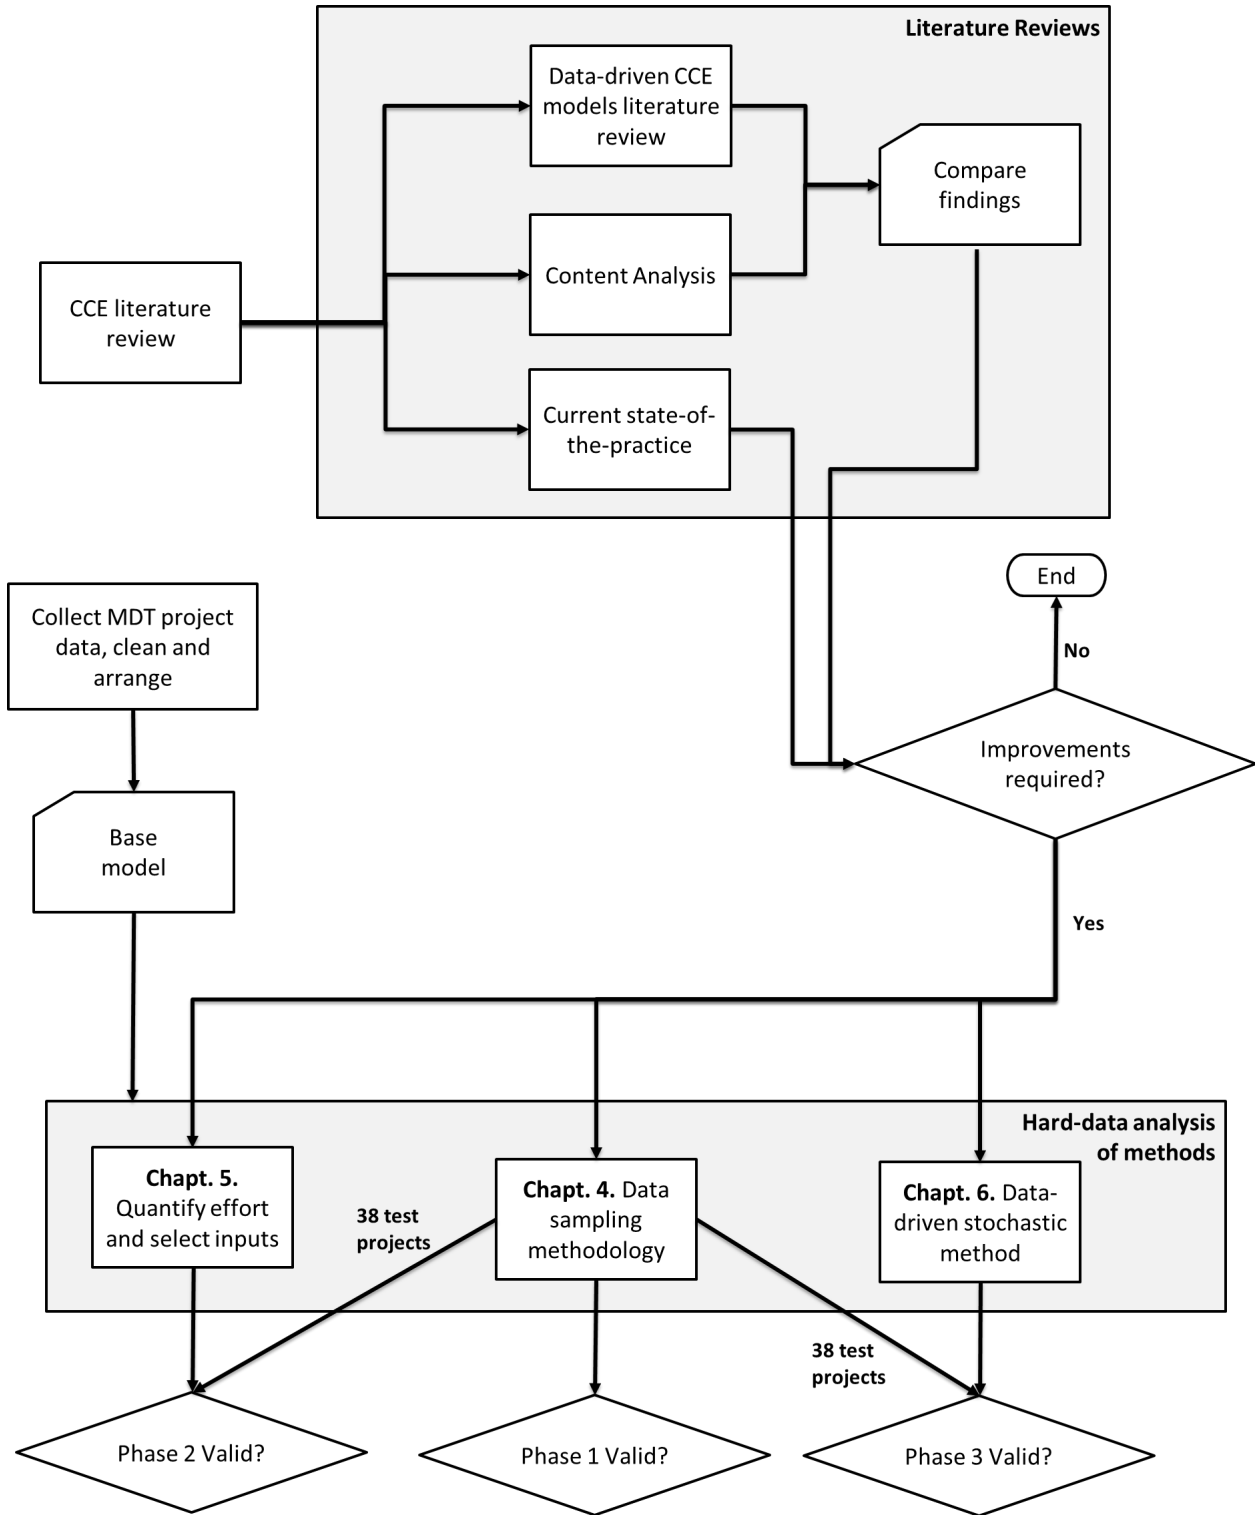 Literature Reviews
Data-driven CCE
models literature
review
Compare
findings
Content Analysis
CCE literature
review
Current state-of-
the-practice
End
Collect MDT project
data, clean and
arrange
No
Improvements
required?
Base
model
Yes
Hard-data analysis
of methods
Chapt. 5.
Quantify effort
and select inputs
38 test
projects
Chapt. 4. Data
sampling
methodology
Chapt. 6. Data-
driven stochastic
method
38 test
projects
Phase 2 Valid?
Phase 1 Valid?
Phase 3 Valid?